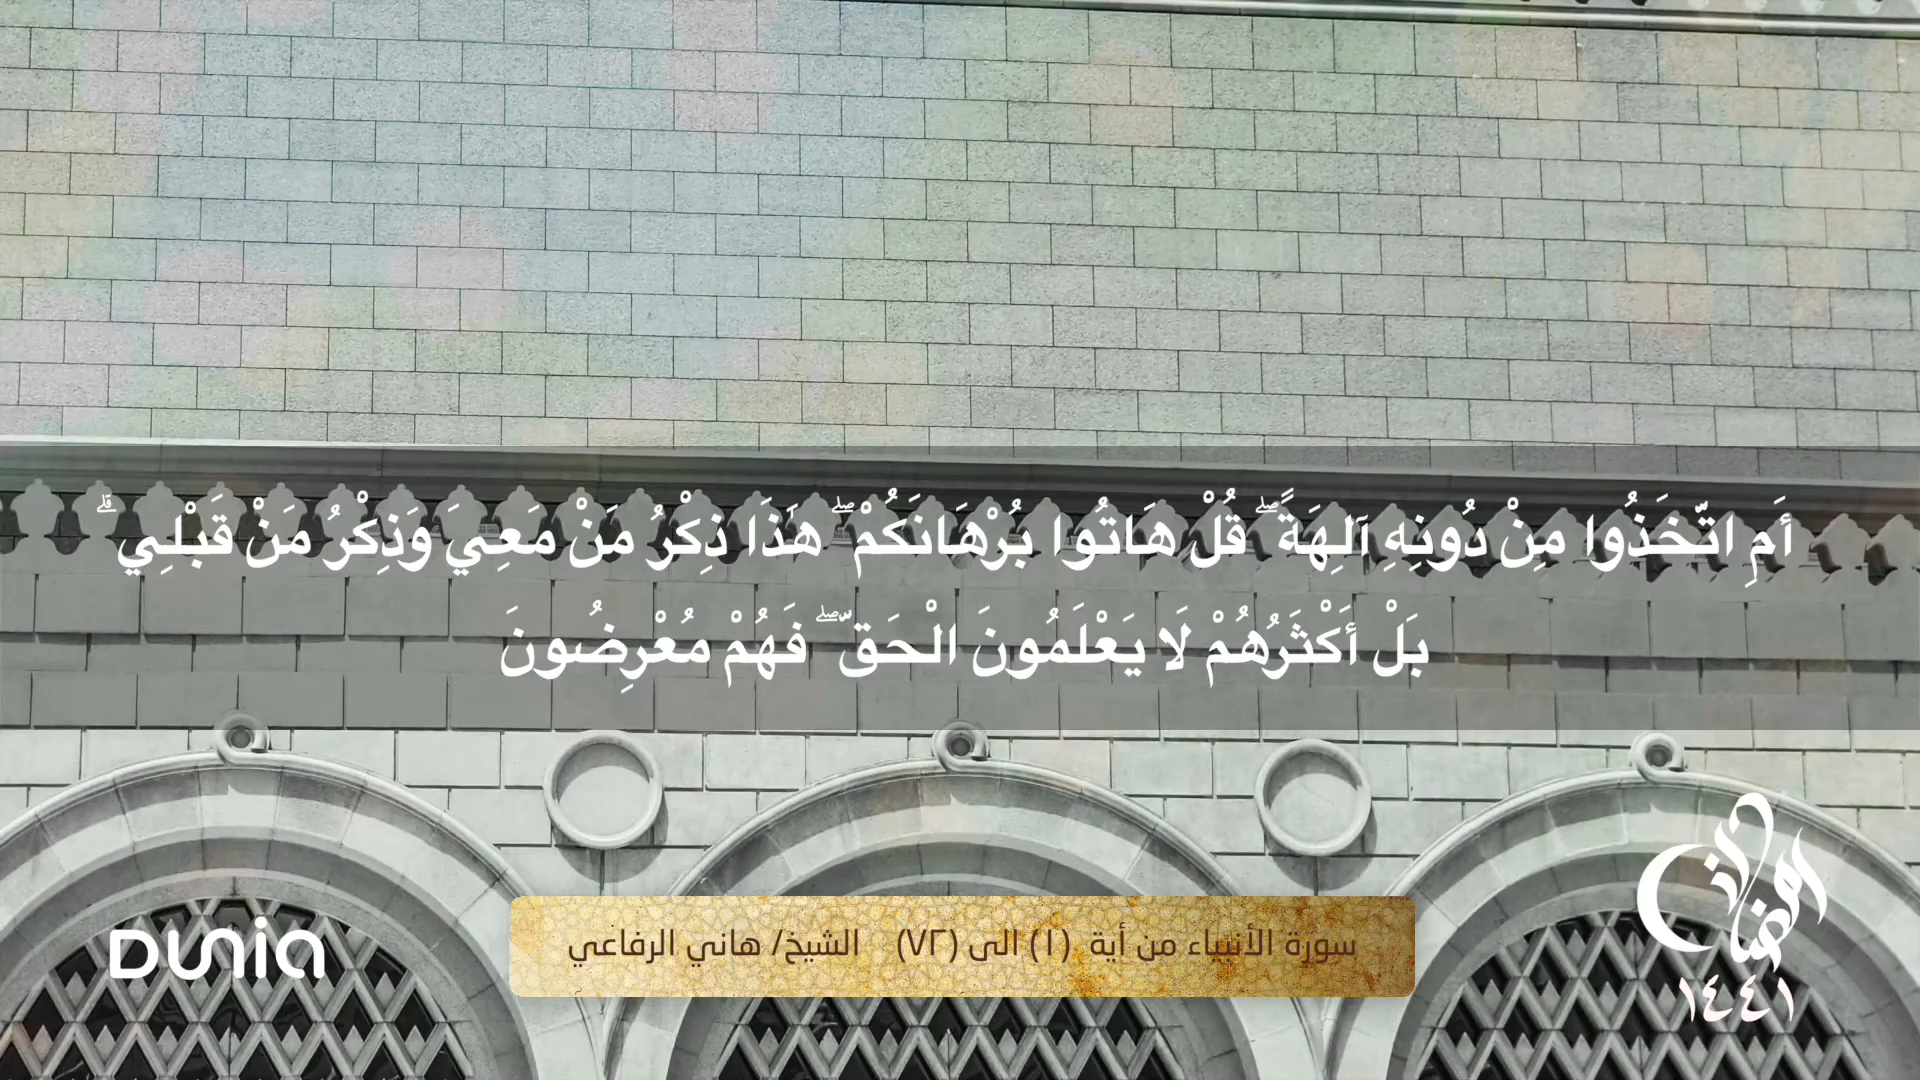 أَمِ اتَّخَذُوا مِنْ دُونِهِ آلِهَةً ۖ قُلْ هَاتُوا بُرْهَانَكُمْ ۖ هَٰذَا ذِكْرُ مَنْ مَعِيَ وَذِكْرُ مَنْ قَبْلِي ۗ
بَلْ أَكْثَرُهُمْ لَا يَعْلَمُونَ الْحَقَّ ۖ فَهُمْ مُعْرِضُونَ
رمضان
١٤٤١
DUNia
سورة الأنبياء من أية (١) الى (٧٢) الشيخ/ هاني الرفاعي